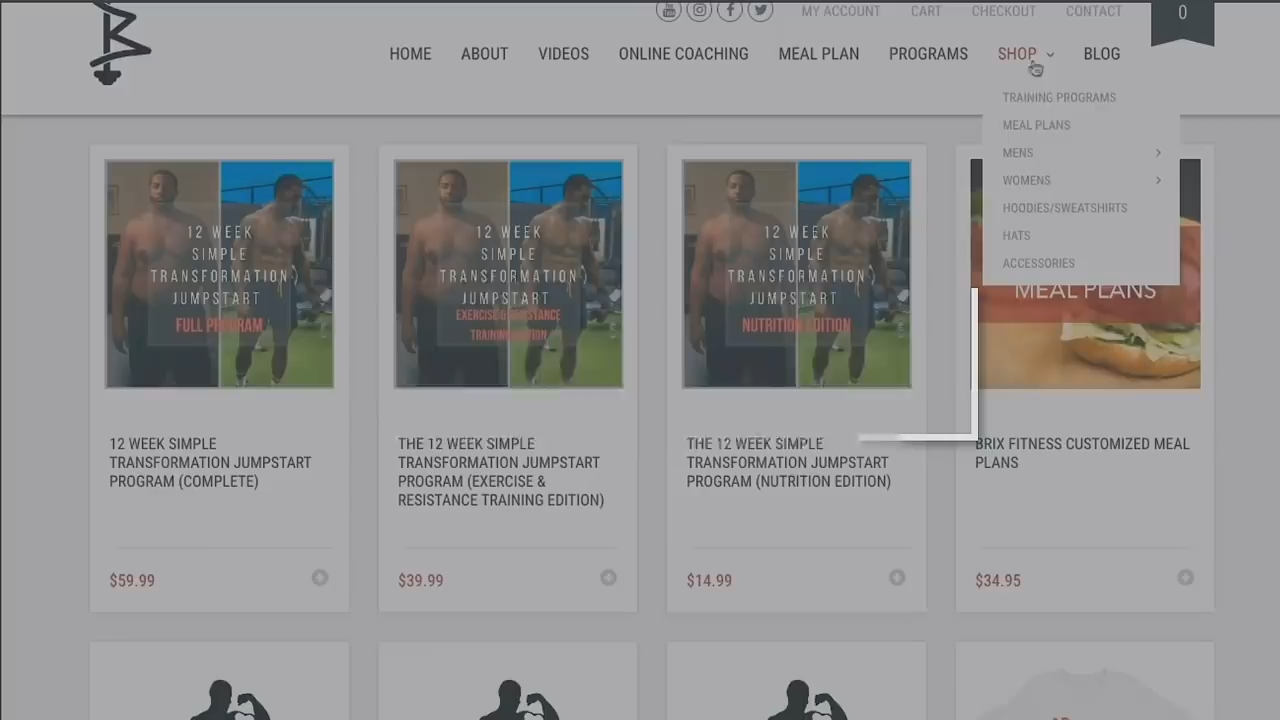 MY ACCOUNT CART CHECKOUT CONTACT 0
HOME ABOUT VIDEOS ONLINE COACHING MEAL PLAN PROGRAMS SHOP BLOG
TRAINING PROGRAMS
MEAL PLANS
MENS
WOMENS
HOODIES/SWEATSHIRTS
HATS
ACCESSORIES
12 WEEK
SIMPLE
TRANSFORMATION
JUMPSTART
FULL PROGRAM
12 WEEK SIMPLE
TRANSFORMATION JUMPSTART
PROGRAM (COMPLETE)
$59.99
12 WEEK
SIMPLE
TRANSFORMATION
JUMPSTART
EXERCISE & RESISTANCE
TRAINING EDITION
THE 12 WEEK SIMPLE
TRANSFORMATION JUMPSTART
PROGRAM (EXERCISE &
RESISTANCE TRAINING EDITION)
$39.99
12 WEEK
SIMPLE
TRANSFORMATION
JUMPSTART
NUTRITION EDITION
THE 12 WEEK SIMPLE
TRANSFORMATION JUMPSTART
PROGRAM (NUTRITION EDITION)
$14.99
MEAL PLANS
BRIX FITNESS CUSTOMIZED MEAL
PLANS
$34.95